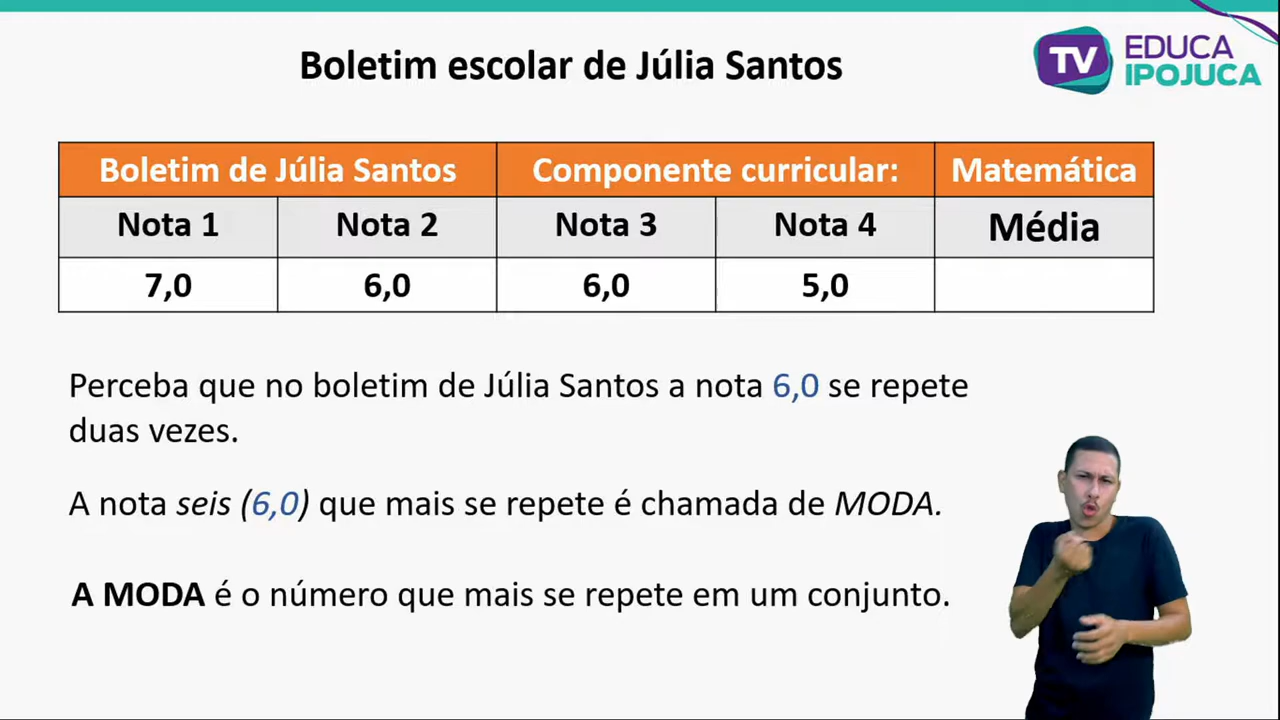 Boletim escolar de Júlia Santos
TV EDUCA
IPOJUCA
Boletim de Júlia Santos Componente curricular: Matemática
Nota 1 Nota 2 Nota 3 Nota 4 Média
7,0 6,0 6,0 5,0
Perceba que no boletim de Júlia Santos a nota 6,0 se repete
duas vezes.
A nota seis (6,0) que mais se repete é chamada de MODA.
A MODA é o número que mais se repete em um conjunto.